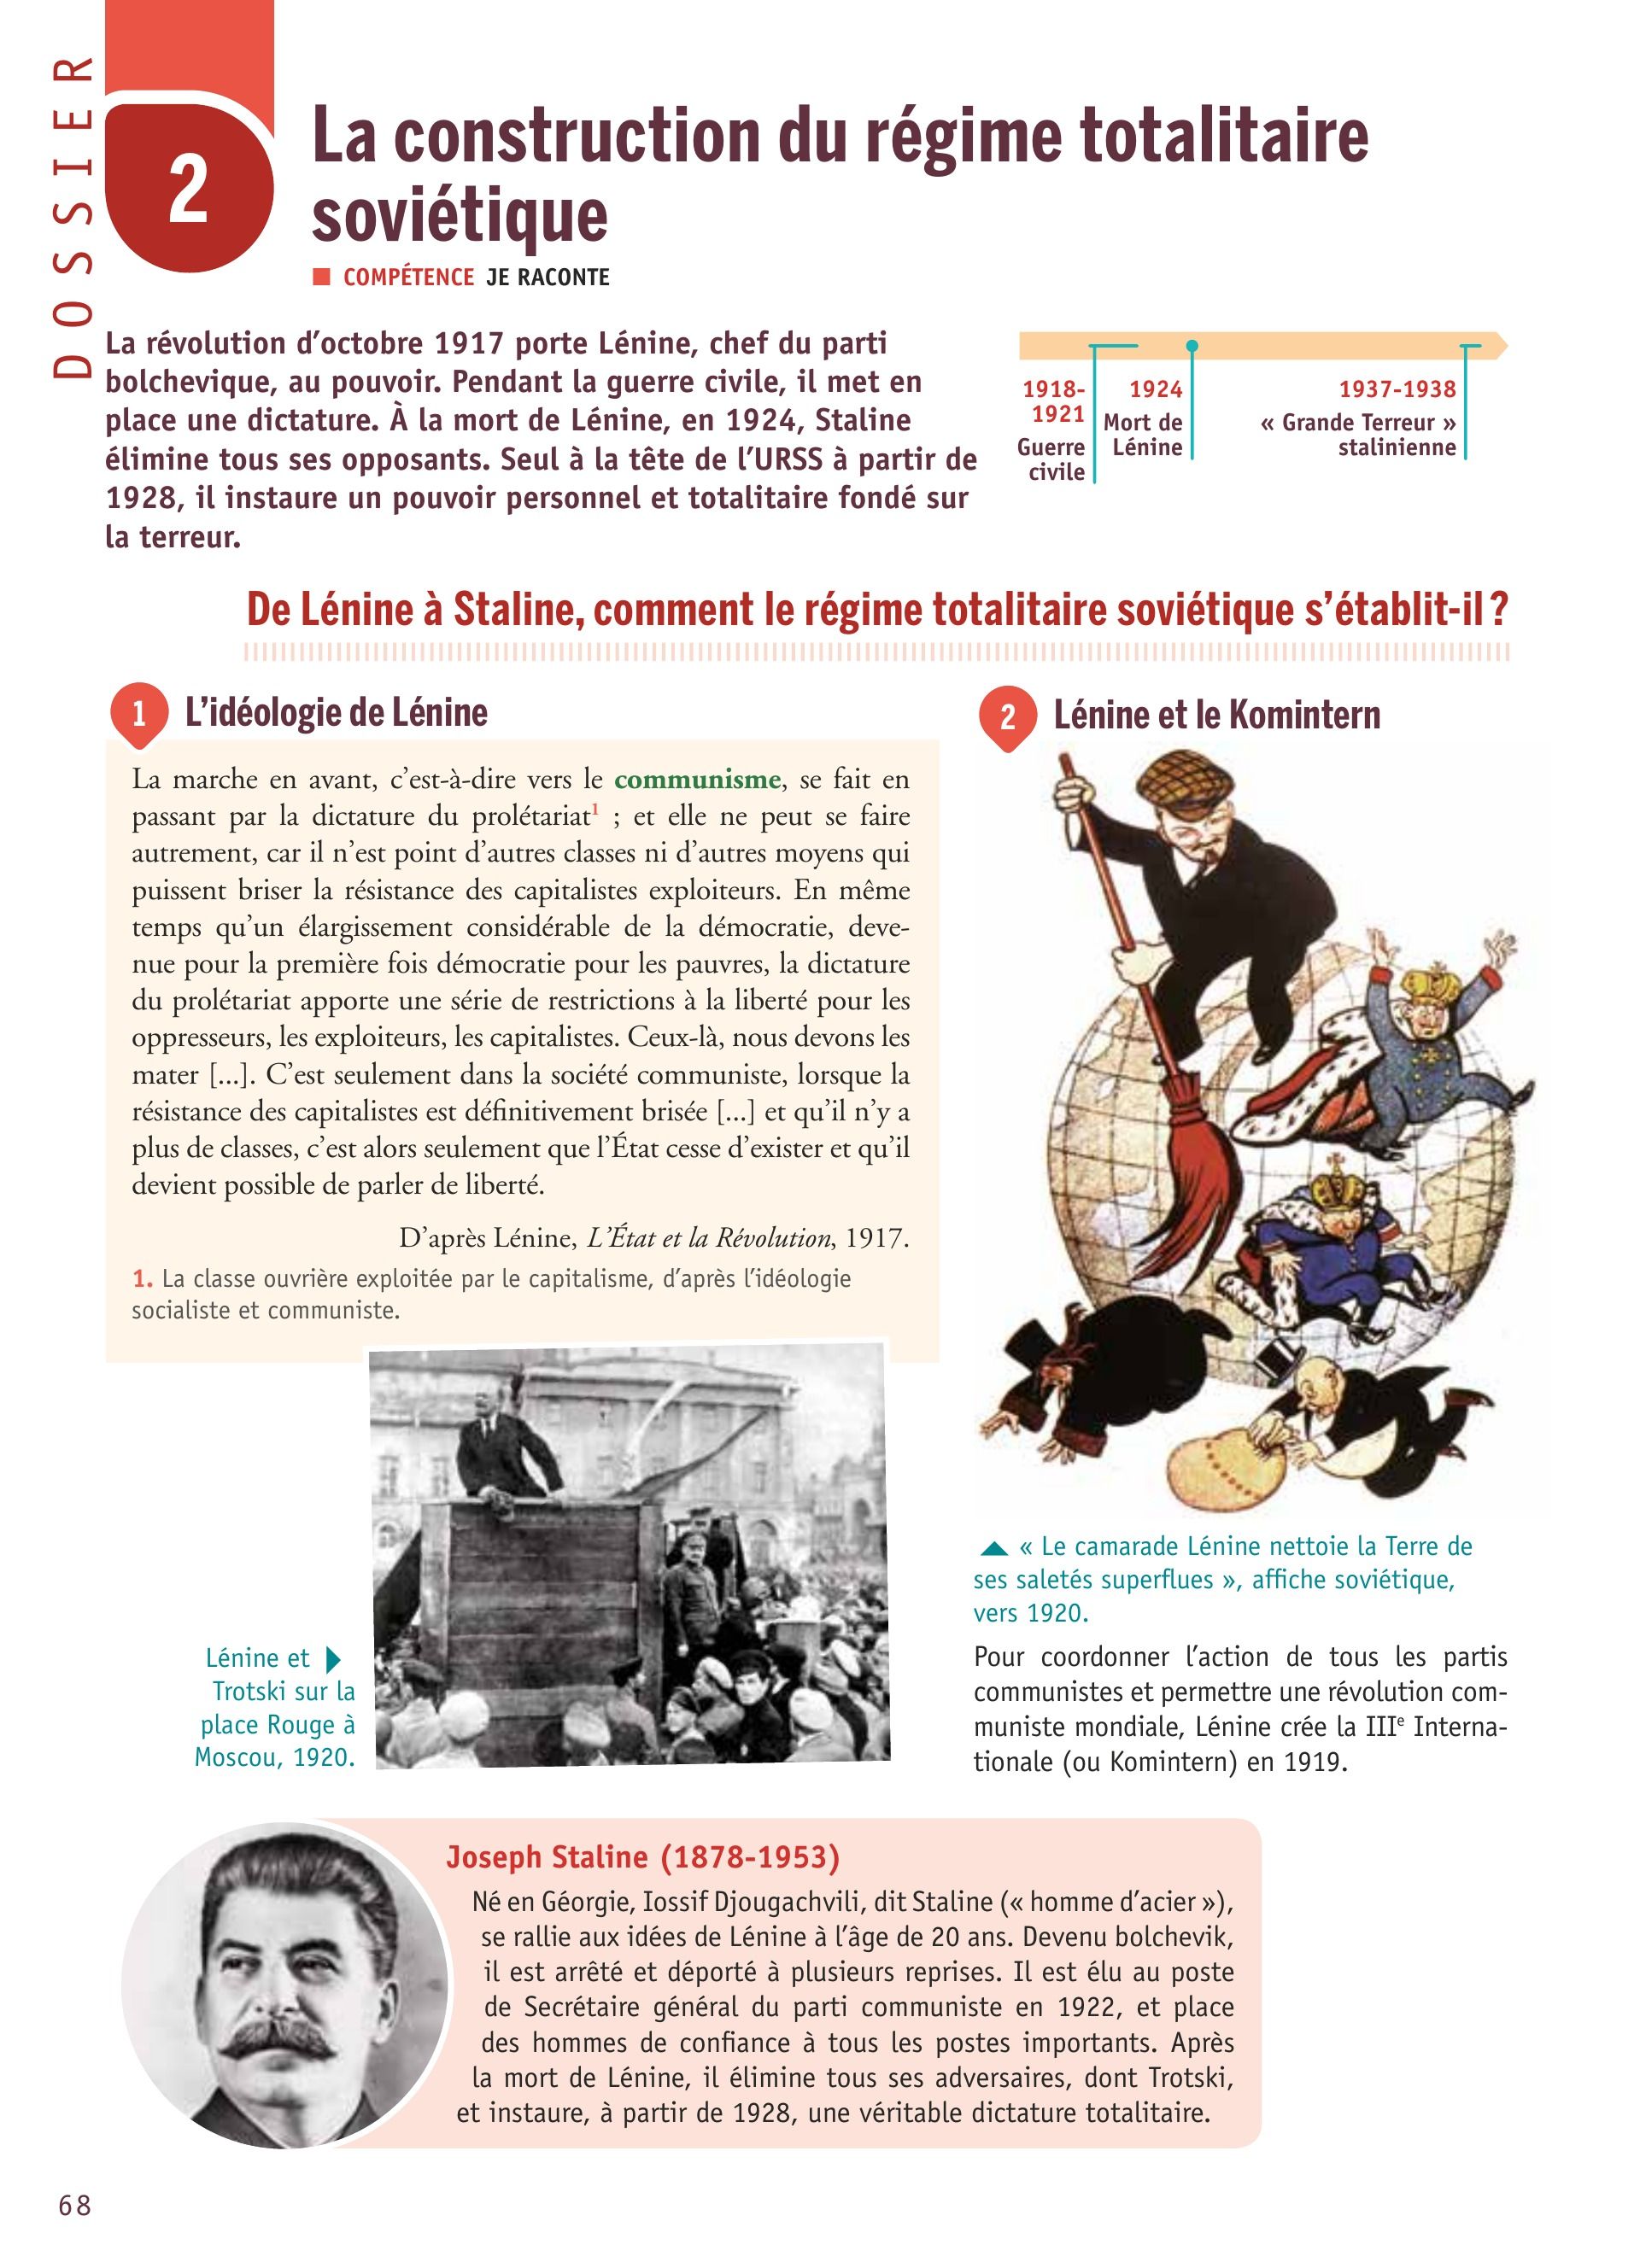 DOSSIER
2
La construction du régime totalitaire
soviétique
COMPÉTENCE JE RACONTE
La révolution d'octobre 1917 porte Lénine, chef du parti
bolchevique, au pouvoir. Pendant la guerre civile, il met en
place une dictature. À la mort de Lénine, en 1924, Staline
élimine tous ses opposants. Seul à la tête de l'URSS à partir de
1928, il instaure un pouvoir personnel et totalitaire fondé sur
la terreur.
1918-
1921
Guerre
civile
1924
Mort de
Lénine
1937-1938
« Grande Terreur »
stalinienne
De Lénine à Staline, comment le régime totalitaire soviétique s'établit-il ?
1 L'idéologie de Lénine
La marche en avant, c'est-à-dire vers le communisme, se fait en
passant par la dictature du prolétariat1 ; et elle ne peut se faire
autrement, car il n'est point d'autres classes ni d'autres moyens qui
puissent briser la résistance des capitalistes exploiteurs. En même
temps qu'un élargissement considérable de la démocratie, deve-
nue pour la première fois démocratie pour les pauvres, la dictature
du prolétariat apporte une série de restrictions à la liberté pour les
oppresseurs, les exploiteurs, les capitalistes. Ceux-là, nous devons les
mater [...]. C'est seulement dans la société communiste, lorsque la
résistance des capitalistes est définitivement brisée [...] et qu'il n'y a
plus de classes, c'est alors seulement que l'État cesse d'exister et qu'il
devient possible de parler de liberté.
D'après Lénine, L'État et la Révolution, 1917.
1. La classe ouvrière exploitée par le capitalisme, d'après l'idéologie
socialiste et communiste.
Lénine et
Trotski sur la
place Rouge à
Moscou, 1920.
2 Lénine et le Komintern
« Le camarade Lénine nettoie la Terre de
ses saletés superflues », affiche soviétique,
vers 1920.
Pour coordonner l'action de tous les partis
communistes et permettre une révolution com-
muniste mondiale, Lénine crée la IIIe Interna-
tionale (ou Komintern) en 1919.
Joseph Staline (1878-1953)
Né en Géorgie, Iossif Djougachvili, dit Staline (« homme d'acier »),
se rallie aux idées de Lénine à l'âge de 20 ans. Devenu bolchevik,
il est arrêté et déporté à plusieurs reprises. Il est élu au poste
de Secrétaire général du parti communiste en 1922, et place
des hommes de confiance à tous les postes importants. Après
la mort de Lénine, il élimine tous ses adversaires, dont Trotski,
et instaure, à partir de 1928, une véritable dictature totalitaire.
68